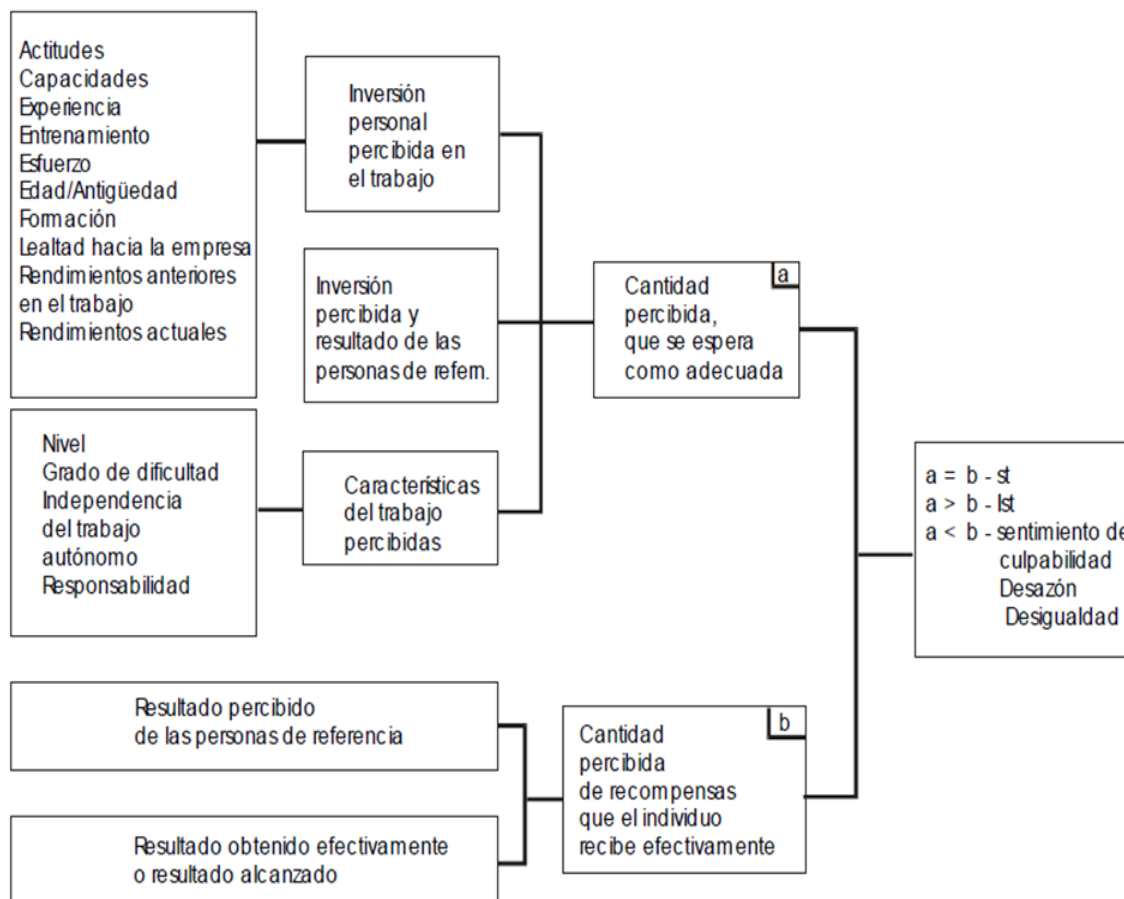 Actitudes
Capacidades
Experiencia
Entrenamiento
Esfuerzo
Edad/Antigüedad
Formación
Lealtad hacia la empresa
Rendimientos anteriores
en el trabajo
Rendimientos actuales
Inversión
personal
percibida en
el trabajo
Inversión
percibida y
resultado de las
personas de refern.
a
Cantidad
percibida,
que se espera
como adecuada
Nivel
Grado de dificultad
Independencia
del trabajo
autónomo
Responsabilidad
Características
del trabajo
percibidas
a = b - st
a > b - Ist
a < b - sentimiento de
culpabilidad
Desazón
Desigualdad
Resultado percibido
de las personas de referencia
Resultado obtenido efectivamente
o resultado alcanzado
b
Cantidad
percibida
de recompensas
que el individuo
recibe efectivamente